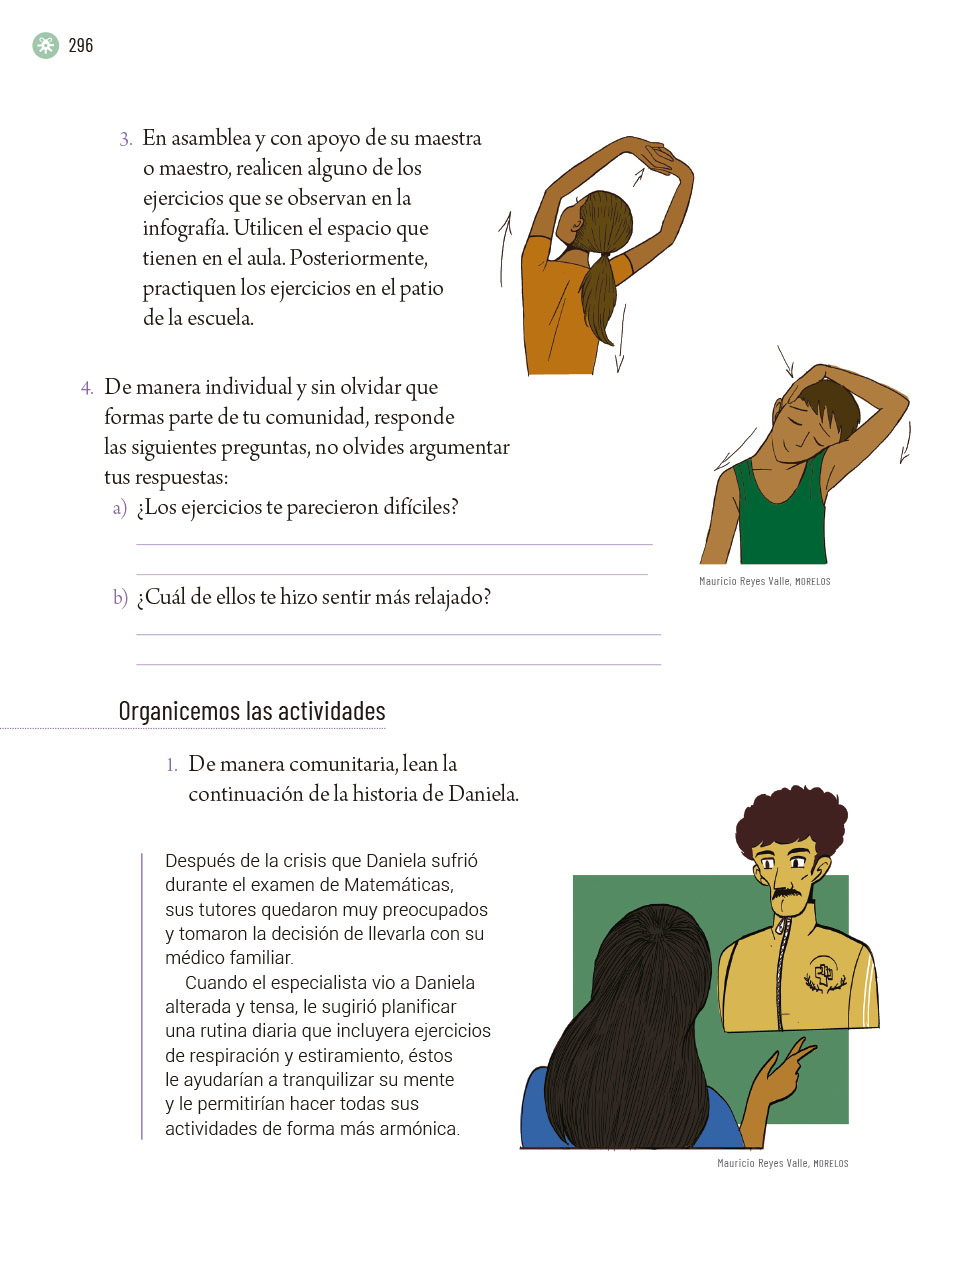 296
3. En asamblea y con apoyo de su maestra
o maestro, realicen alguno de los
ejercicios que se observan en la
infografía. Utilicen el espacio que
tienen en el aula. Posteriormente,
practiquen los ejercicios en el patio
de la escuela.
4. De manera individual y sin olvidar que
formas parte de tu comunidad, responde
las siguientes preguntas, no olvides argumentar
tus respuestas:
a) ¿Los ejercicios te parecieron difíciles?
b) ¿Cuál de ellos te hizo sentir más relajado?
Mauricio Reyes Valle, MORELOS
Organicemos las actividades
1. De manera comunitaria, lean la
continuación de la historia de Daniela.
Después de la crisis que Daniela sufrió
durante el examen de Matemáticas,
sus tutores quedaron muy preocupados
y tomaron la decisión de llevarla con su
médico familiar.
Cuando el especialista vio a Daniela
alterada y tensa, le sugirió planificar
una rutina diaria que incluyera ejercicios
de respiración y estiramiento, éstos
le ayudarían a tranquilizar su mente
y le permitirían hacer todas sus
actividades de forma más armónica.
Mauricio Reyes Valle, MORELOS